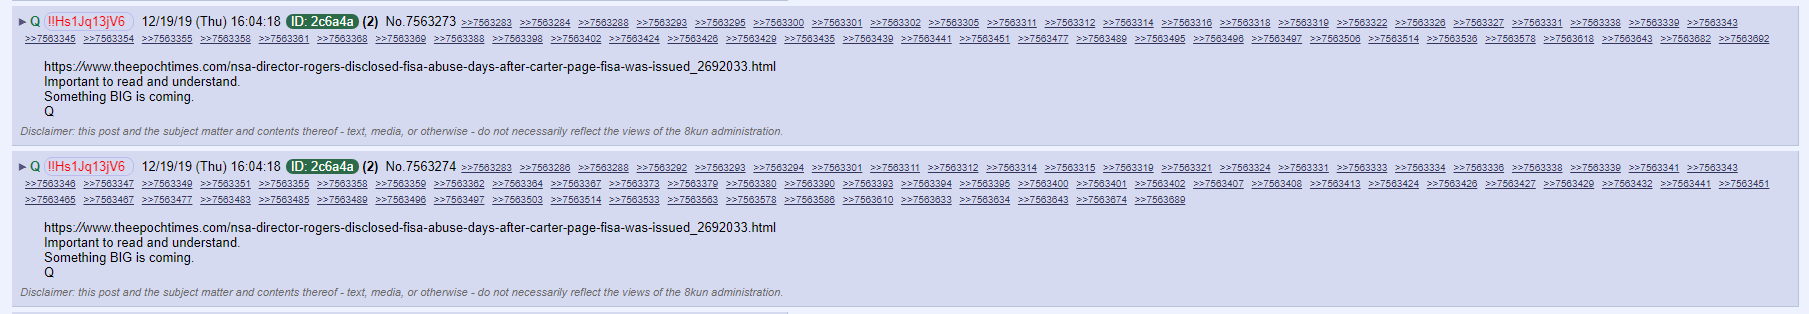 ▶ Q !!Hs1Jq13jV6 12/19/19 (Thu) 16:04:18 ID: 2c6a4a (2) No.7563273 >>7563283 >>7563284 >>7563288 >>7563293 >>7563295 >>7563300 >>7563301 >>7563302 >>7563305 >>7563311 >>7563312 >>7563314 >>7563316 >>7563318 >>7563319 >>7563322 >>7563326 >>7563327 >>7563331 >>7563338 >>7563339 >>7563343
>>7563345 >>7563354 >>7563355 >>7563358 >>7563361 >>7563368 >>7563369 >>7563388 >>7563398 >>7563402 >>7563424 >>7563426 >>7563429 >>7563435 >>7563439 >>7563441 >>7563451 >>7563477 >>7563489 >>7563495 >>7563496 >>7563497 >>7563506 >>7563514 >>7563536 >>7563578 >>7563618 >>7563643 >>7563682 >>7563692
https://www.theepochtimes.com/nsa-director-rogers-disclosed-fisa-abuse-days-after-carter-page-fisa-was-issued_2692033.html
Important to read and understand.
Something BIG is coming.
Q
Disclaimer: this post and the subject matter and contents thereof - text, media, or otherwise - do not necessarily reflect the views of the 8kun administration.
▶ Q !!Hs1Jq13jV6 12/19/19 (Thu) 16:04:18 ID: 2c6a4a (2) No.7563274 >>7563283 >>7563286 >>7563288 >>7563292 >>7563293 >>7563294 >>7563301 >>7563311 >>7563312 >>7563314 >>7563315 >>7563319 >>7563321 >>7563324 >>7563331 >>7563333 >>7563334 >>7563336 >>7563338 >>7563339 >>7563341 >>7563343
>>7563346 >>7563347 >>7563349 >>7563351 >>7563355 >>7563358 >>7563359 >>7563362 >>7563364 >>7563367 >>7563373 >>7563379 >>7563380 >>7563390 >>7563393 >>7563394 >>7563395 >>7563400 >>7563401 >>7563402 >>7563407 >>7563408 >>7563413 >>7563424 >>7563426 >>7563427 >>7563429 >>7563432 >>7563441 >>7563451
>>7563465 >>7563467 >>7563477 >>7563483 >>7563485 >>7563489 >>7563496 >>7563497 >>7563503 >>7563514 >>7563533 >>7563563 >>7563578 >>7563586 >>7563610 >>7563633 >>7563634 >>7563643 >>7563674 >>7563689
https://www.theepochtimes.com/nsa-director-rogers-disclosed-fisa-abuse-days-after-carter-page-fisa-was-issued_2692033.html
Important to read and understand.
Something BIG is coming.
Q
Disclaimer: this post and the subject matter and contents thereof - text, media, or otherwise - do not necessarily reflect the views of the 8kun administration.